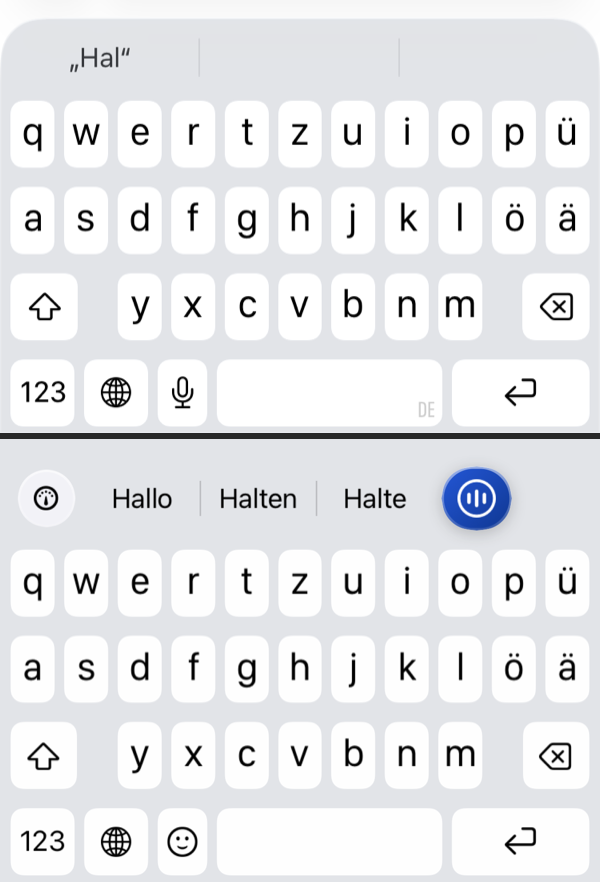 „Hal“
q w e r t z u i o p ü
a s d f g h j k l ö ä
y x c v b n m
123 DE
Hallo Halten Halte
q w e r t z u i o p ü
a s d f g h j k l ö ä
y x c v b n m
123